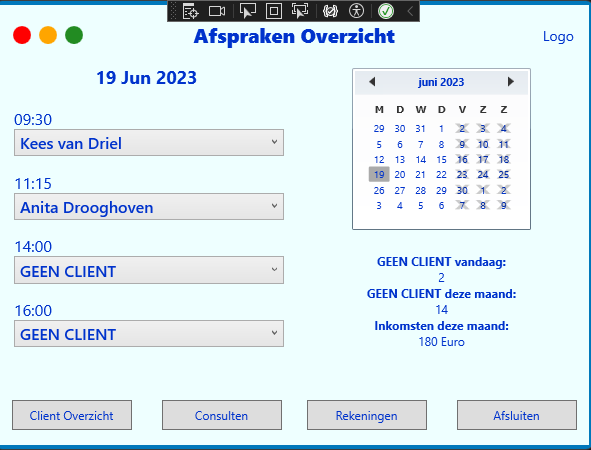 Afspraken Overzicht
Logo
19 Jun 2023
09:30
Kees van Driel
11:15
Anita Drooghoven
14:00
GEEN CLIENT
16:00
GEEN CLIENT
juni 2023
M D W D V Z Z
29 30 31 1 2 3 4
5 6 7 8 9 10 11
12 13 14 15 16 17 18
19 20 21 22 23 24 25
26 27 28 29 30 1 2
3 4 5 6 7 8 9
GEEN CLIENT vandaag:
2
GEEN CLIENT deze maand:
14
Inkomsten deze maand:
180 Euro
Client Overzicht
Consulten
Rekeningen
Afsluiten